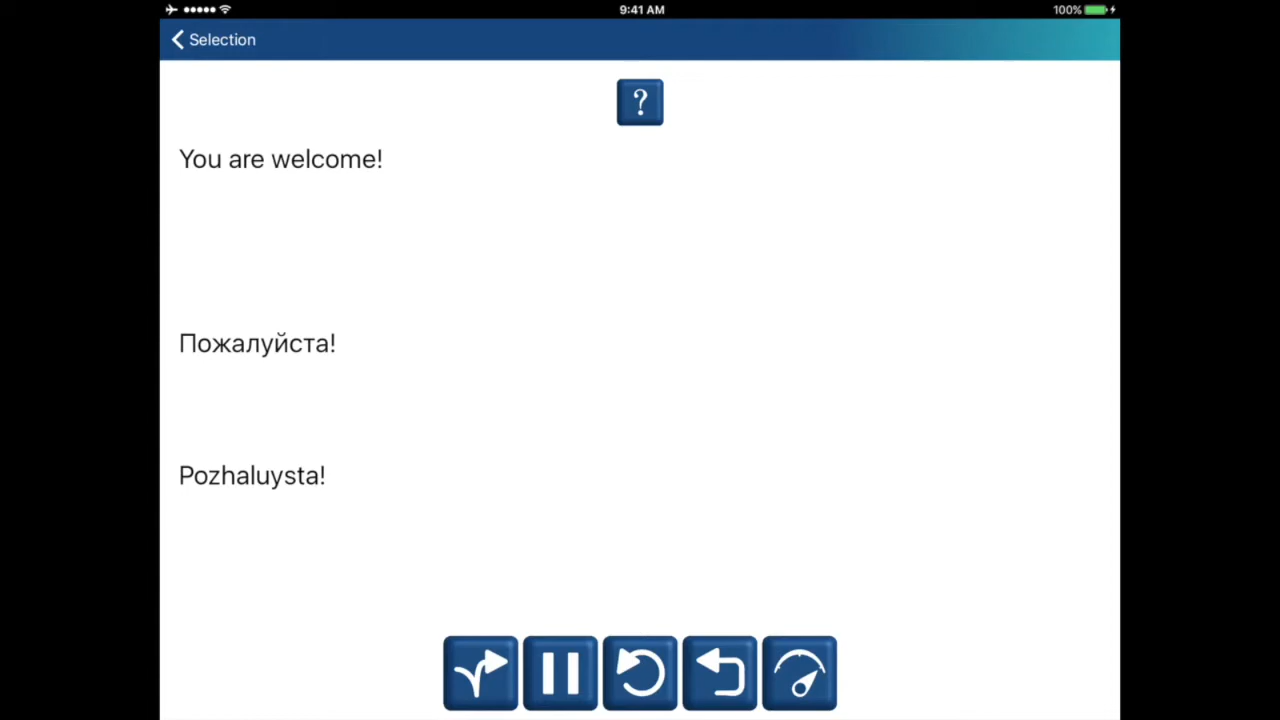 9:41 AM
100%
Selection
?
You are welcome!
Пожалуйста!
Pozhaluysta!